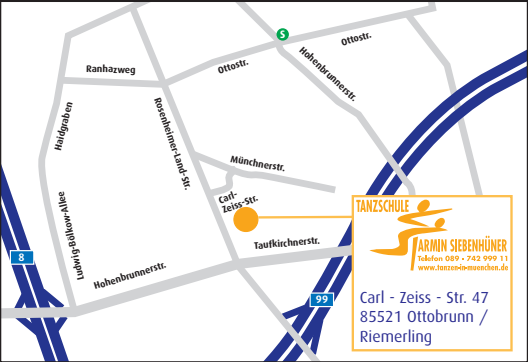 S
Ottostr.
Ottostr.
Hohenbrunnerstr.
Ranhazweg
Haidgraben
Rosenheimer-Land-Str.
Münchnerstr.
Carl-
Zeiss-Str.
Ludwig-Bölkow-Allee
Taufkirchnerstr.
Hohenbrunnerstr.
8
99
TANZSCHULE
ARMIN SIEBENHÜNER
Telefon 089 • 742 999 11
www.tanzen-in-muenchen.de
Carl - Zeiss - Str. 47
85521 Ottobrunn /
Riemerling